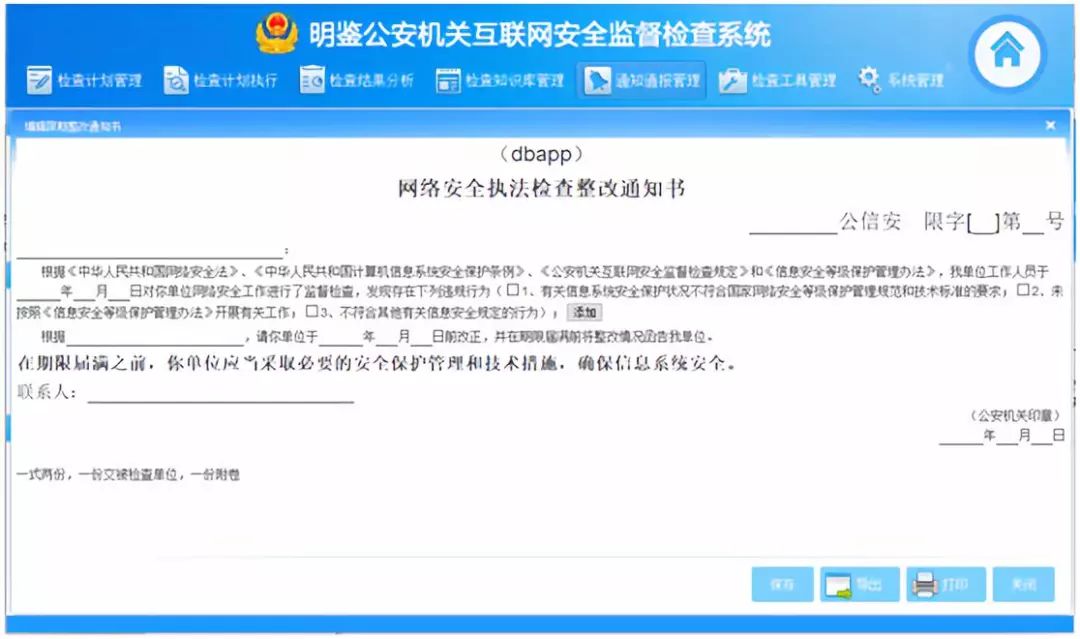 明鉴公安机关互联网安全监督检查系统
检查计划管理 检查计划执行 检查结果分析 检查知识库管理 通知通报管理 检查工具管理 系统管理
编辑限期整改通知书
（dbapp）
网络安全执法检查整改通知书
________公信安 限字[__]第__号
________________________：
根据《中华人民共和国网络安全法》、《中华人民共和国计算机信息系统安全保护条例》、《公安机关互联网安全监督检查规定》和《信息安全等级保护管理办法》，我单位工作人员于
____年__月__日对你单位网络安全工作进行了监督检查，发现存在下列违规行为（□1、有关信息系统安全保护状况不符合国家网络安全等级保护管理规范和技术标准的要求；□2、未
按照《信息安全等级保护管理办法》开展有关工作；□3、不符合其他有关信息安全规定的行为）； 添加
根据________________，请你单位于____年__月__日前改正，并在期限届满前将整改情况函告我单位。
在期限届满之前，你单位应当采取必要的安全保护管理和技术措施，确保信息系统安全。
联系人：________________________
（公安机关印章）
____年__月__日
一式两份，一份交被检查单位，一份附卷
保存 导出 打印 关闭